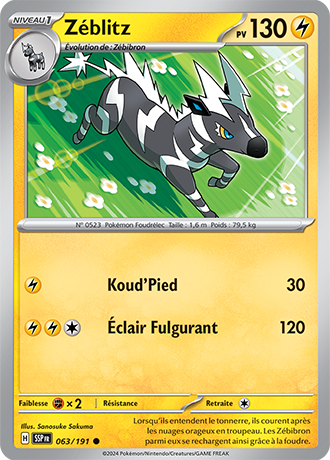 NIVEAU 1
Zéblitz
PV 130
Évolution de : Zébibron
N° 0523 Pokémon Foudrélec Taille : 1,6 m Poids : 79,5 kg
Koud'Pied 30
Éclair Fulgurant 120
Faiblesse x2 Résistance Retraite
Illus. Sanosuke Sakuma
H SSP FR 063/191
Lorsqu'ils entendent le tonnerre, ils courent après
les nuages orageux en troupeau. Les Zébibron
parmi eux se rechargent ainsi grâce à la foudre.
©2024 Pokémon/Nintendo/Creatures/GAME FREAK